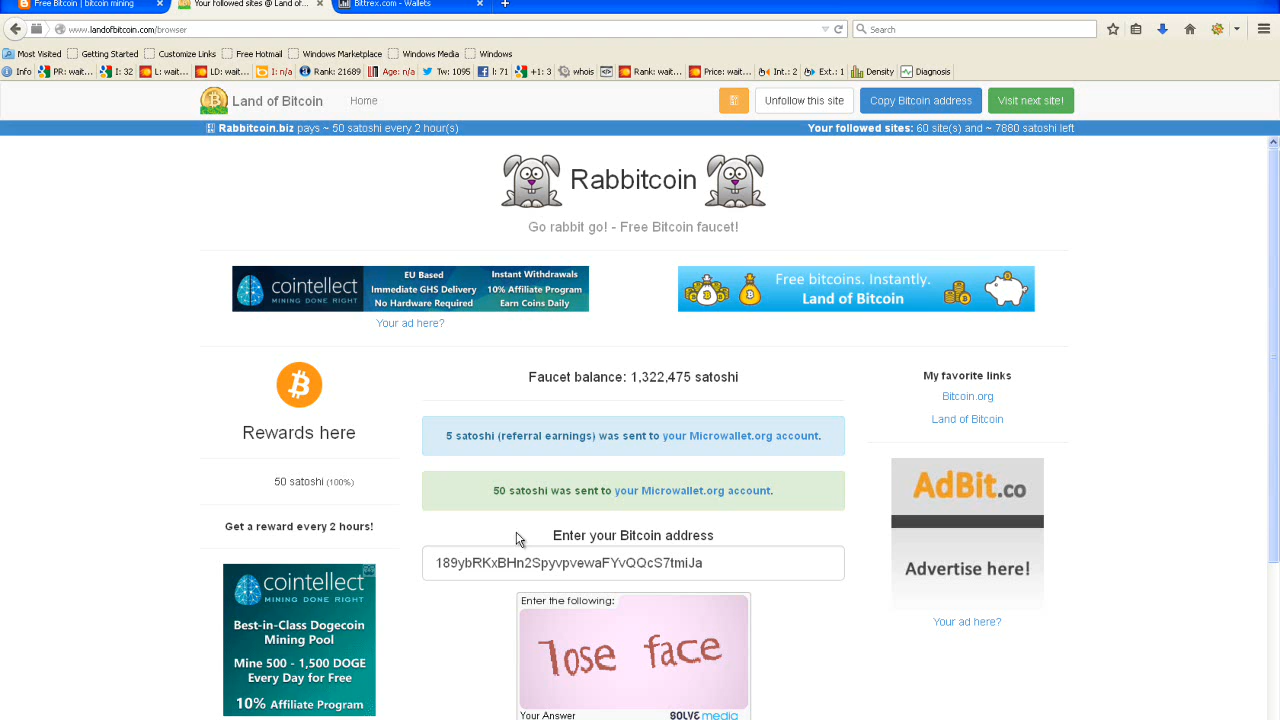 Free Bitcoin | bitcoin mining
Your followed sites @ Land of...
Bittrex.com - Wallets
www.landofbitcoin.com/browser
Search
Most Visited
Getting Started
Customize Links
Free Hotmail
Windows Marketplace
Windows Media
Windows
Info
PR: wait...
I: 32
L: wait...
LD: wait...
I: n/a
Rank: 21689
Age: n/a
Tw: 1095
l: 71
+1: 3
whois
Rank: wait...
Price: wait...
Int.: 2
Ext.: 1
Density
Diagnosis
Land of Bitcoin
Home
Unfollow this site
Copy Bitcoin address
Visit next site!
Rabbitcoin.biz pays ~ 50 satoshi every 2 hour(s)
Your followed sites: 60 site(s) and ~ 7880 satoshi left
Rabbitcoin
Go rabbit go! - Free Bitcoin faucet!
cointellect
MINING DONE RIGHT
EU Based
Immediate GHS Delivery
No Hardware Required
Instant Withdrawals
10% Affiliate Program
Earn Coins Daily
Your ad here?
Free bitcoins. Instantly.
Land of Bitcoin
Rewards here
50 satoshi (100%)
Get a reward every 2 hours!
cointellect
MINING DONE RIGHT
Best-in-Class Dogecoin
Mining Pool
Mine 500 - 1,500 DOGE
Every Day for Free
10% Affiliate Program
Faucet balance: 1,322,475 satoshi
5 satoshi (referral earnings) was sent to your Microwallet.org account.
50 satoshi was sent to your Microwallet.org account.
Enter your Bitcoin address
189ybRKxBHn2SpyvpvewaFYvQQcS7tmiJa
Enter the following:
lose face
Your Answer
SOLVE media
My favorite links
Bitcoin.org
Land of Bitcoin
AdBit.co
Advertise here!
Your ad here?